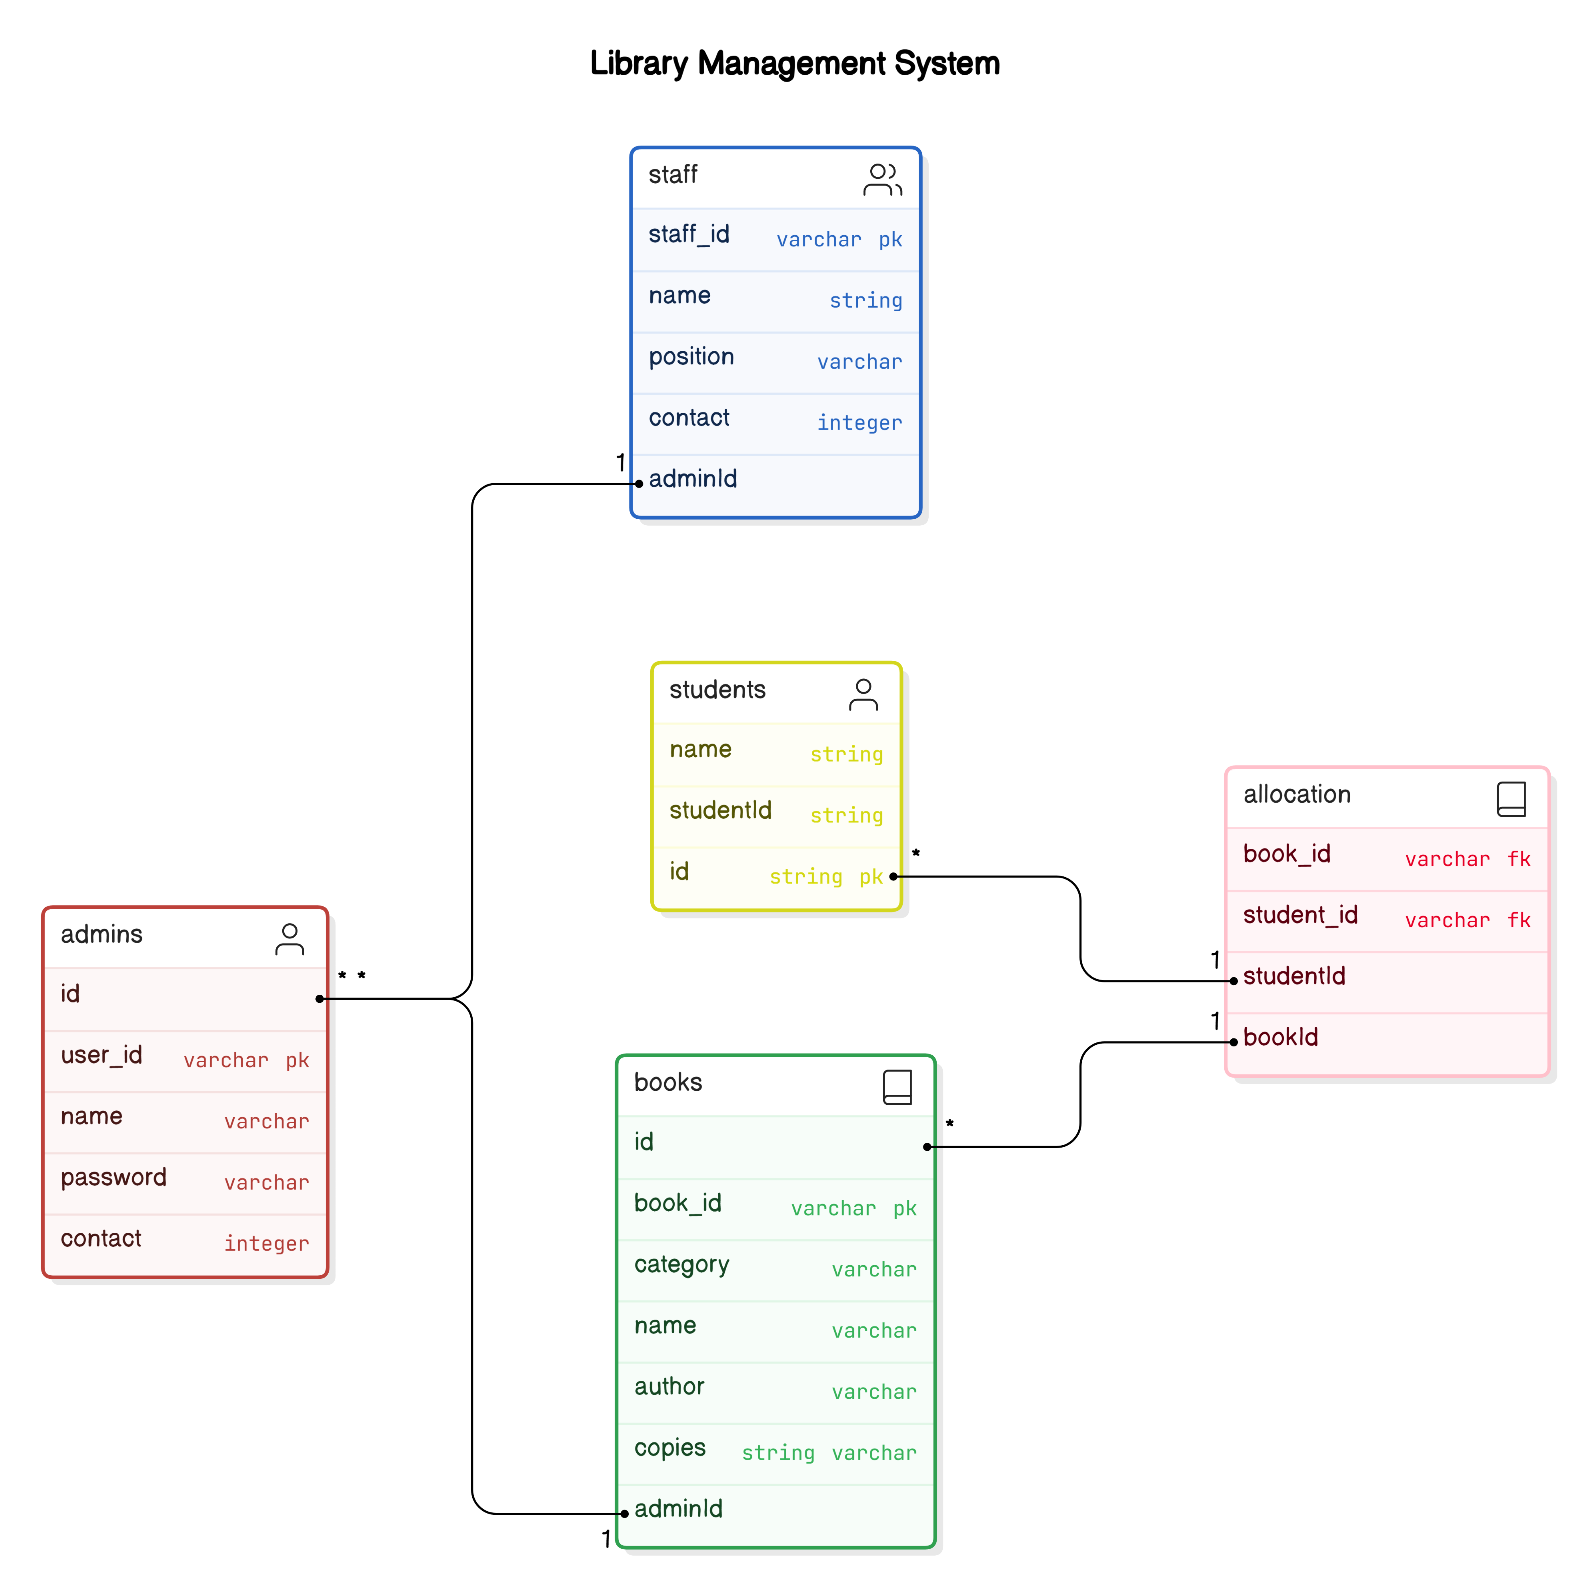 Library Management System
staff
staff_id varchar pk
name string
position varchar
contact integer
1
adminId
students
name string
studentId string
id string pk
*
allocation
book_id varchar fk
student_id varchar fk
1
studentId
1
bookId
admins
* *
id
user_id varchar pk
name varchar
password varchar
contact integer
books
*
id
book_id varchar pk
category varchar
name varchar
author varchar
copies string varchar
adminId
1